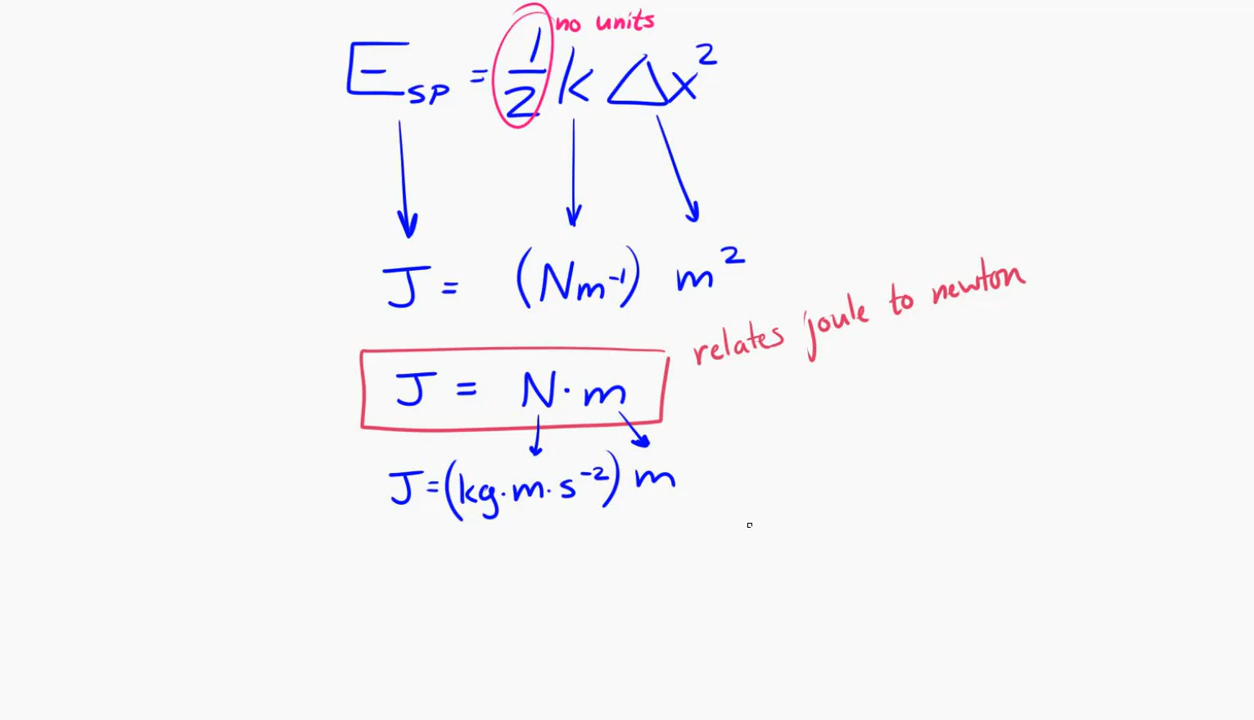 no units
E_SP = 1/2 k Δx²
J = (Nm⁻¹) m²
relates joule to newton
J = N·m
J=(kg·m·s⁻²) m